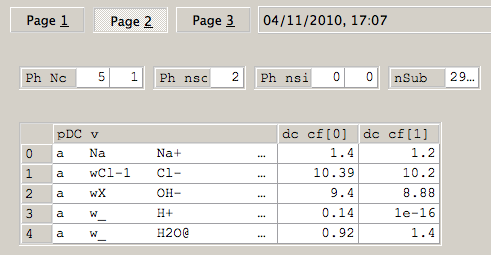 Page 1 Page 2 Page 3 04/11/2010, 17:07
Ph Nc 5 1 Ph nsc 2 Ph nsi 0 0 nSub 29…
pDC v dc cf[0] dc cf[1]
0 a Na Na+ … 1.4 1.2
1 a wCl-1 Cl- … 10.39 10.2
2 a wX OH- … 9.4 8.88
3 a w_ H+ … 0.14 1e-16
4 a w_ H2O@ … 0.92 1.4